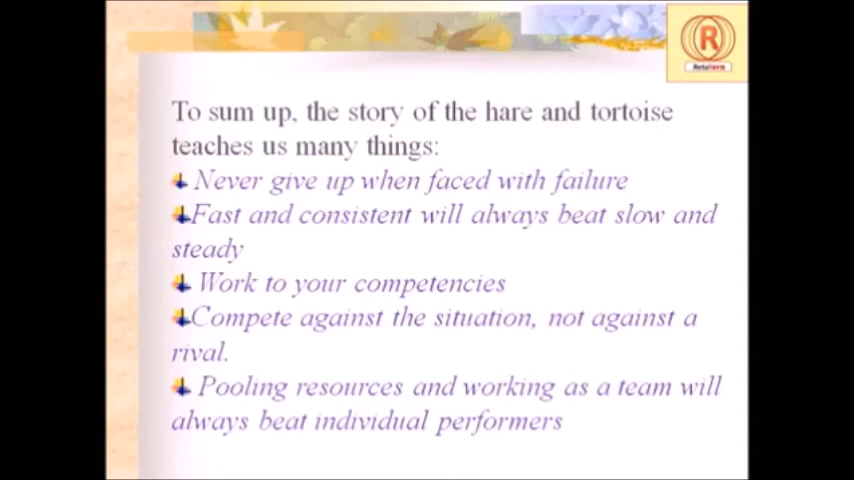 R
RetailTern
To sum up, the story of the hare and tortoise
teaches us many things:
Never give up when faced with failure
Fast and consistent will always beat slow and
steady
Work to your competencies
Compete against the situation, not against a
rival.
Pooling resources and working as a team will
always beat individual performers